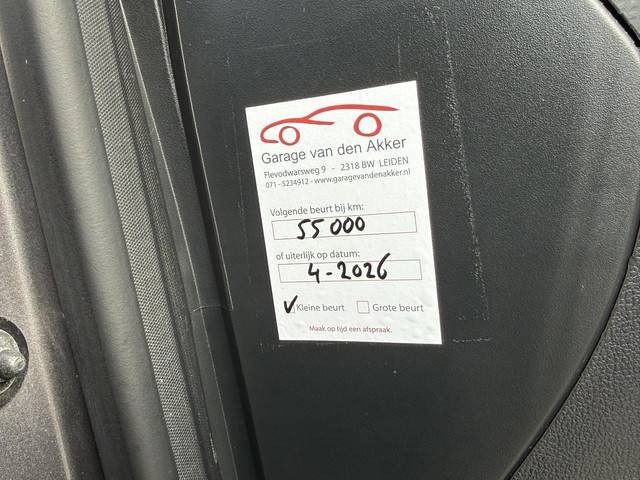 Garage van den Akker
Flevodwarsweg 9 - 2318 BW LEIDEN
071 - 5234912 - www.garagevandenakker.nl
Volgende beurt bij km:
55 000
of uiterlijk op datum:
4-2026
✓ Kleine beurt ☐ Grote beurt
Maak op tijd een afspraak.